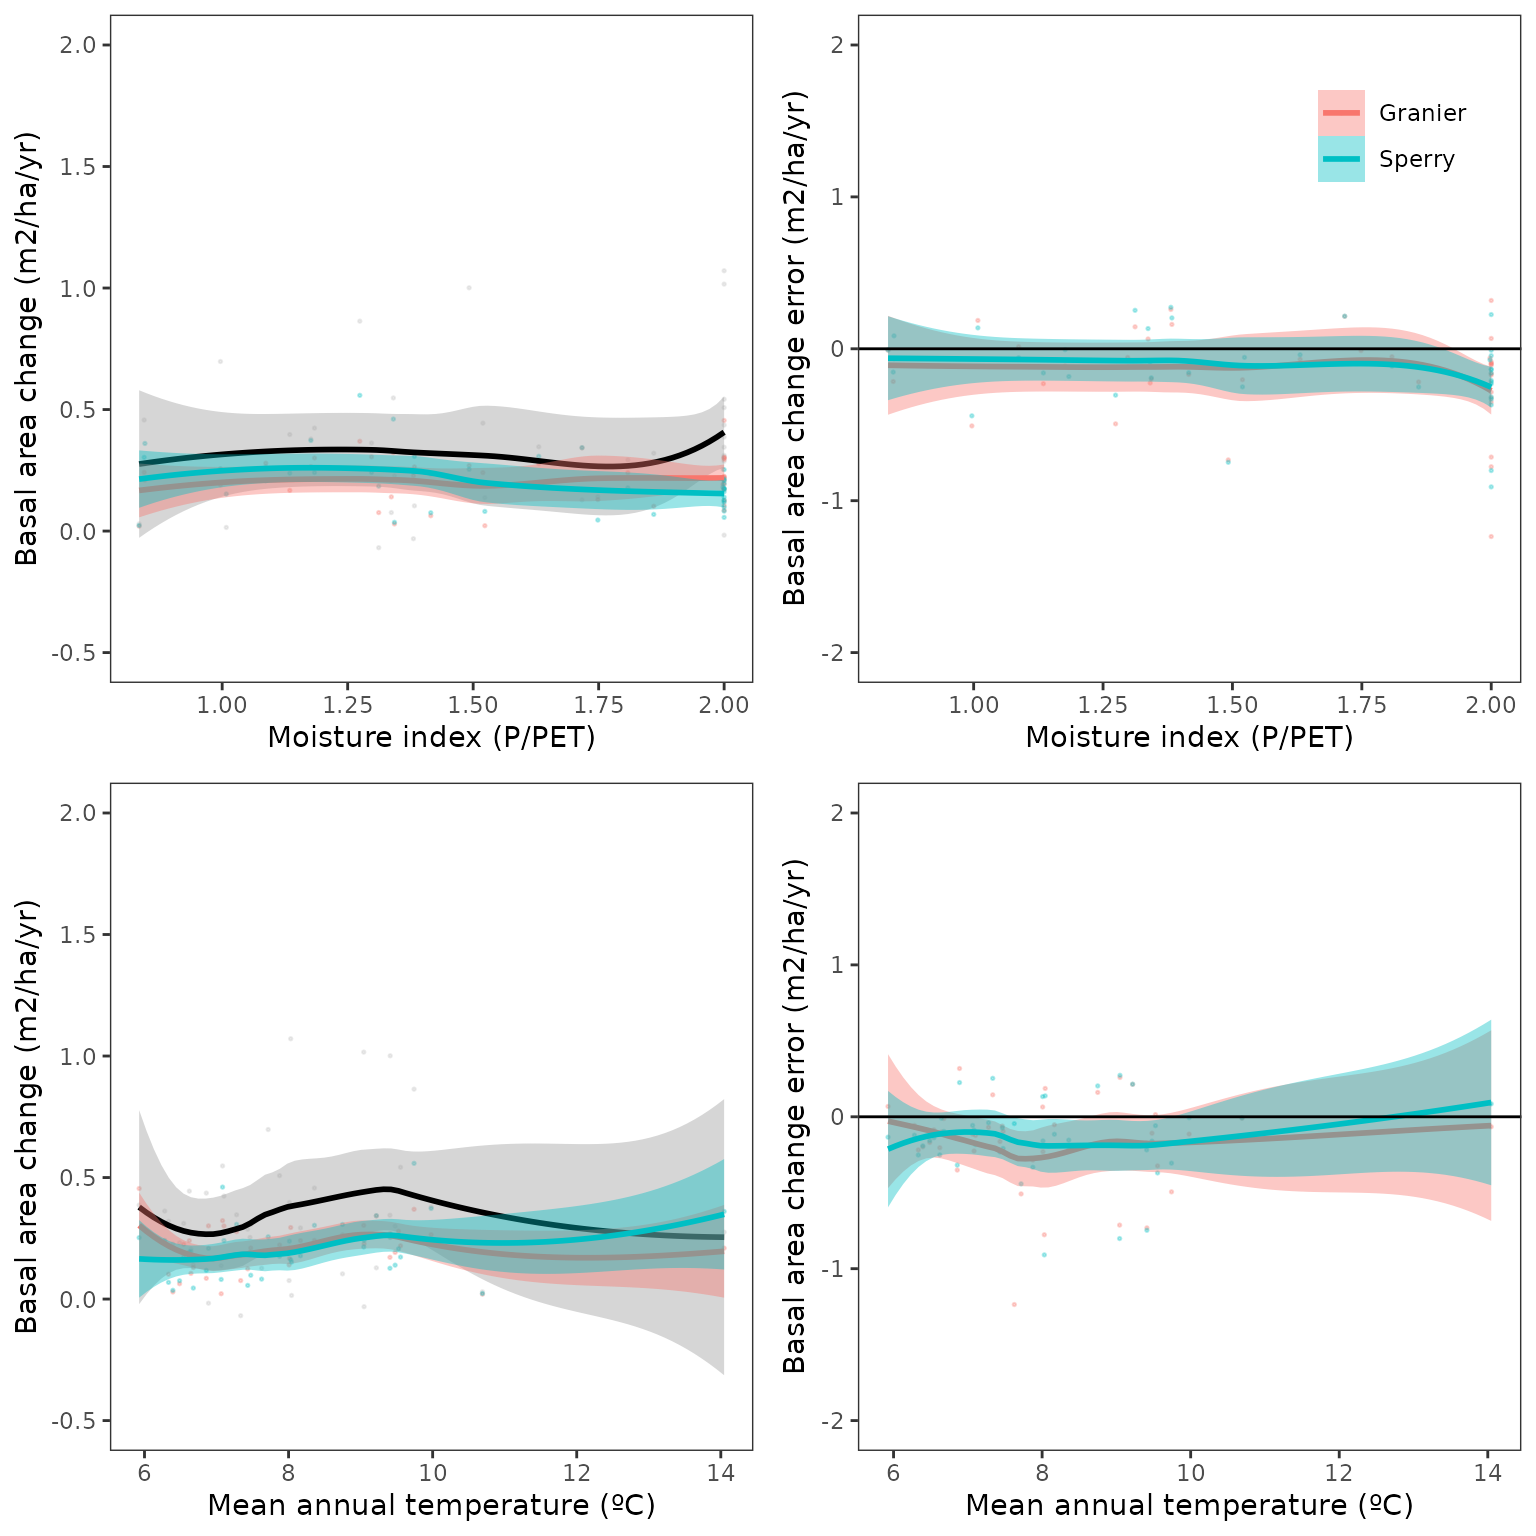 Basal area change (m2/ha/yr)
2.0
1.5
1.0
0.5
0.0
-0.5
1.00 1.25 1.50 1.75 2.00
Moisture index (P/PET)
Basal area change error (m2/ha/yr)
2
1
0
-1
-2
Granier
Sperry
1.00 1.25 1.50 1.75 2.00
Moisture index (P/PET)
Basal area change (m2/ha/yr)
2.0
1.5
1.0
0.5
0.0
-0.5
6 8 10 12 14
Mean annual temperature (ºC)
Basal area change error (m2/ha/yr)
2
1
0
-1
-2
6 8 10 12 14
Mean annual temperature (ºC)